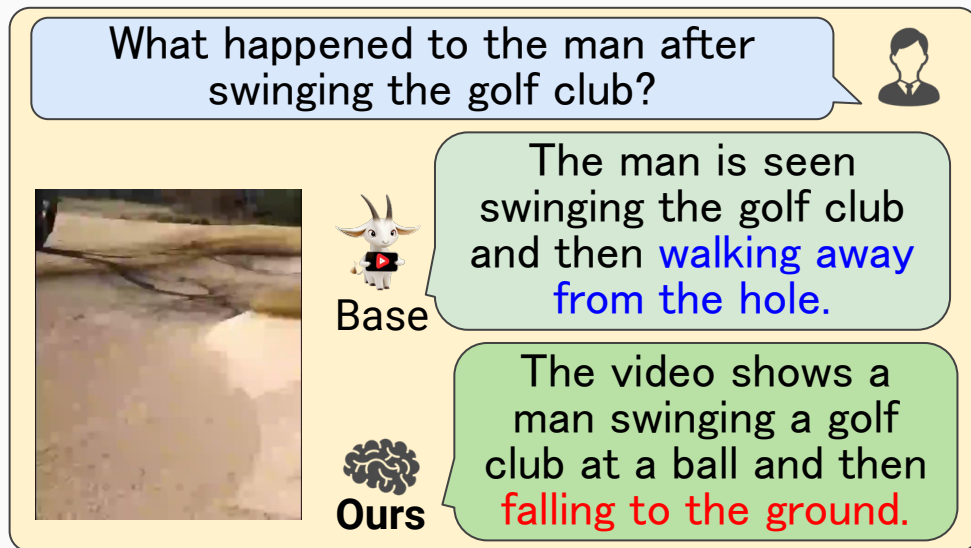 What happened to the man after
swinging the golf club?
The man is seen
swinging the golf club
and then walking away
from the hole.
Base
The video shows a
man swinging a golf
club at a ball and then
falling to the ground.
Ours